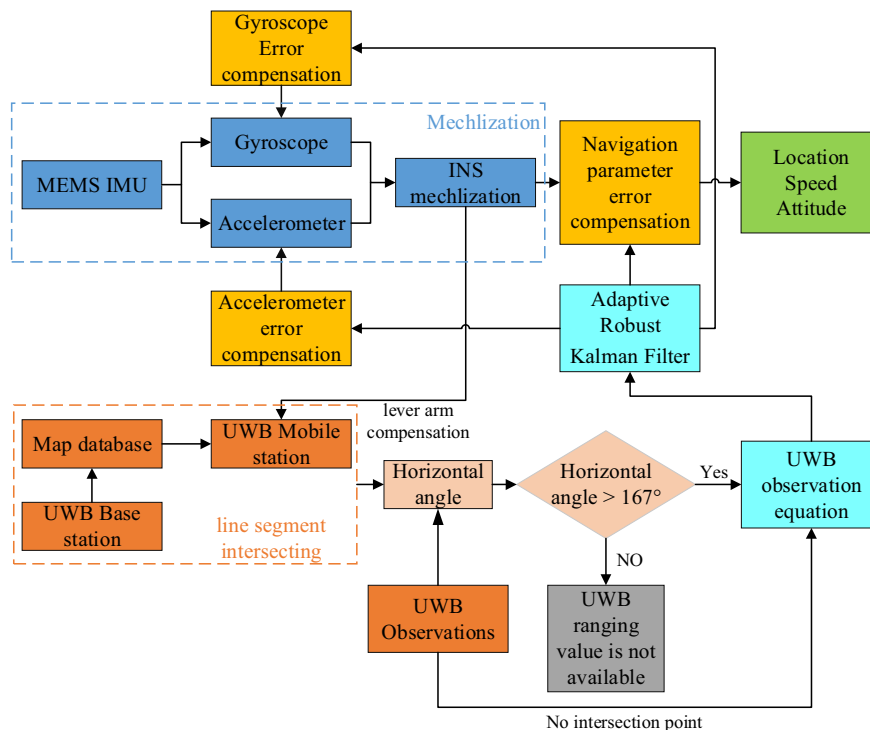 Gyroscope
Error
compensation
Mechlization
Gyroscope
MEMS IMU
Accelerometer
INS
mechlization
Navigation
parameter
error
compensation
Location
Speed
Attitude
Accelerometer
error
compensation
Adaptive
Robust
Kalman Filter
lever arm
compensation
Map database
UWB Mobile
station
UWB Base
station
line segment
intersecting
Horizontal
angle
Horizontal
angle > 167°
Yes
UWB
observation
equation
NO
UWB
Observations
UWB
ranging
value is not
available
No intersection point